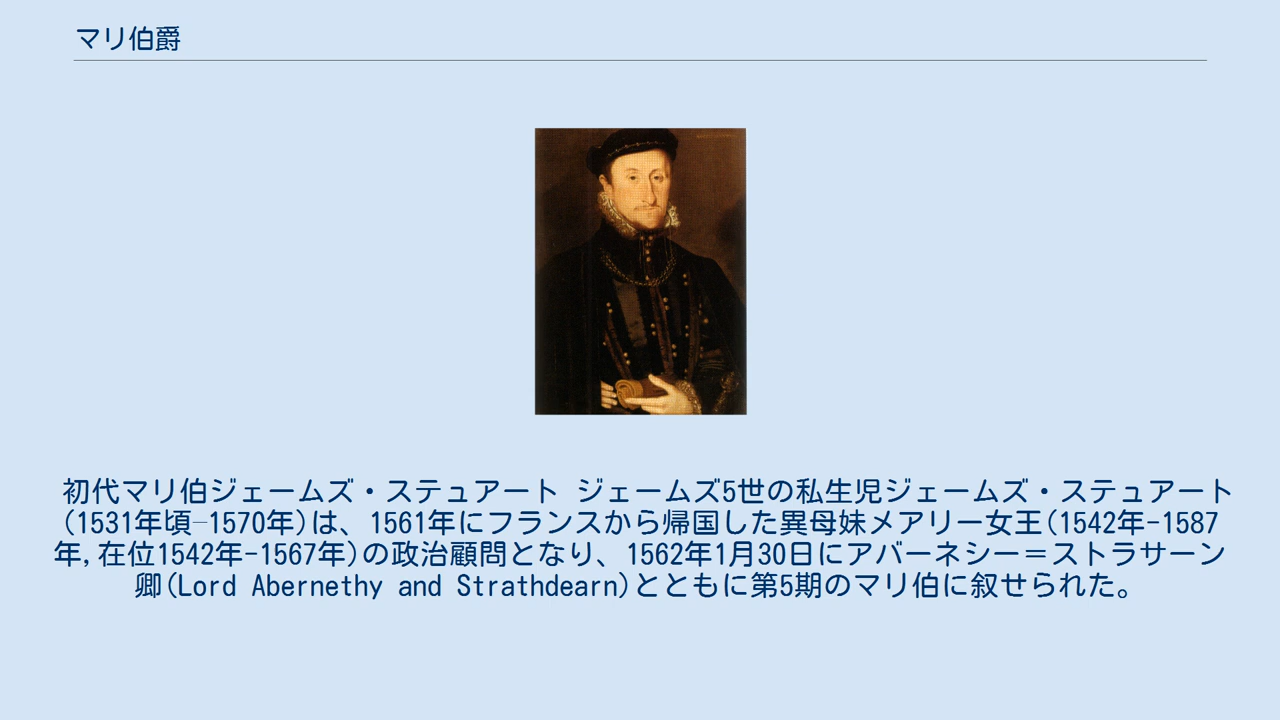 マリ伯爵
初代マリ伯ジェームズ・ステュアート ジェームズ5世の私生児ジェームズ・ステュアート
(1531年頃–1570年)は、1561年にフランスから帰国した異母妹メアリー女王(1542年-1587
年,在位1542年-1567年)の政治顧問となり、1562年1月30日にアバーネシー＝ストラサーン
卿(Lord Abernethy and Strathdearn)とともに第5期のマリ伯に叙せられた。